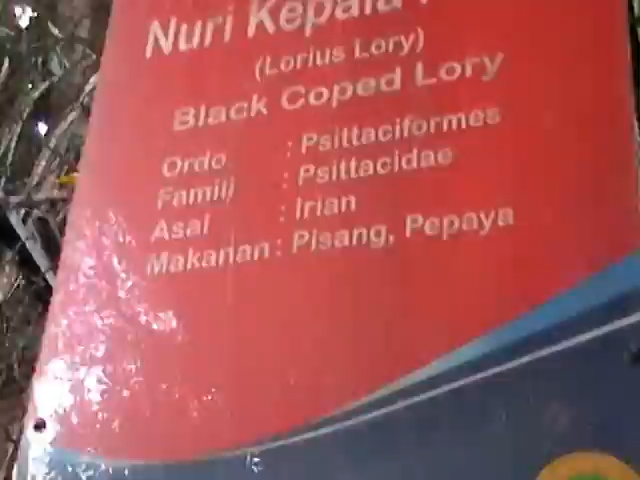 Nuri Kepala
(Lorius Lory)
Black Coped Lory
Ordo : Psittaciformes
Famili : Psittacidae
Asal : Irian
Makanan : Pisang, Pepaya